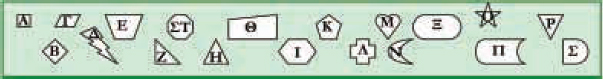 Α Γ Ε ΣΤ Θ Κ Μ Ξ Ο Ρ
Β Δ Ζ Η Ι Λ Ν Π Σ